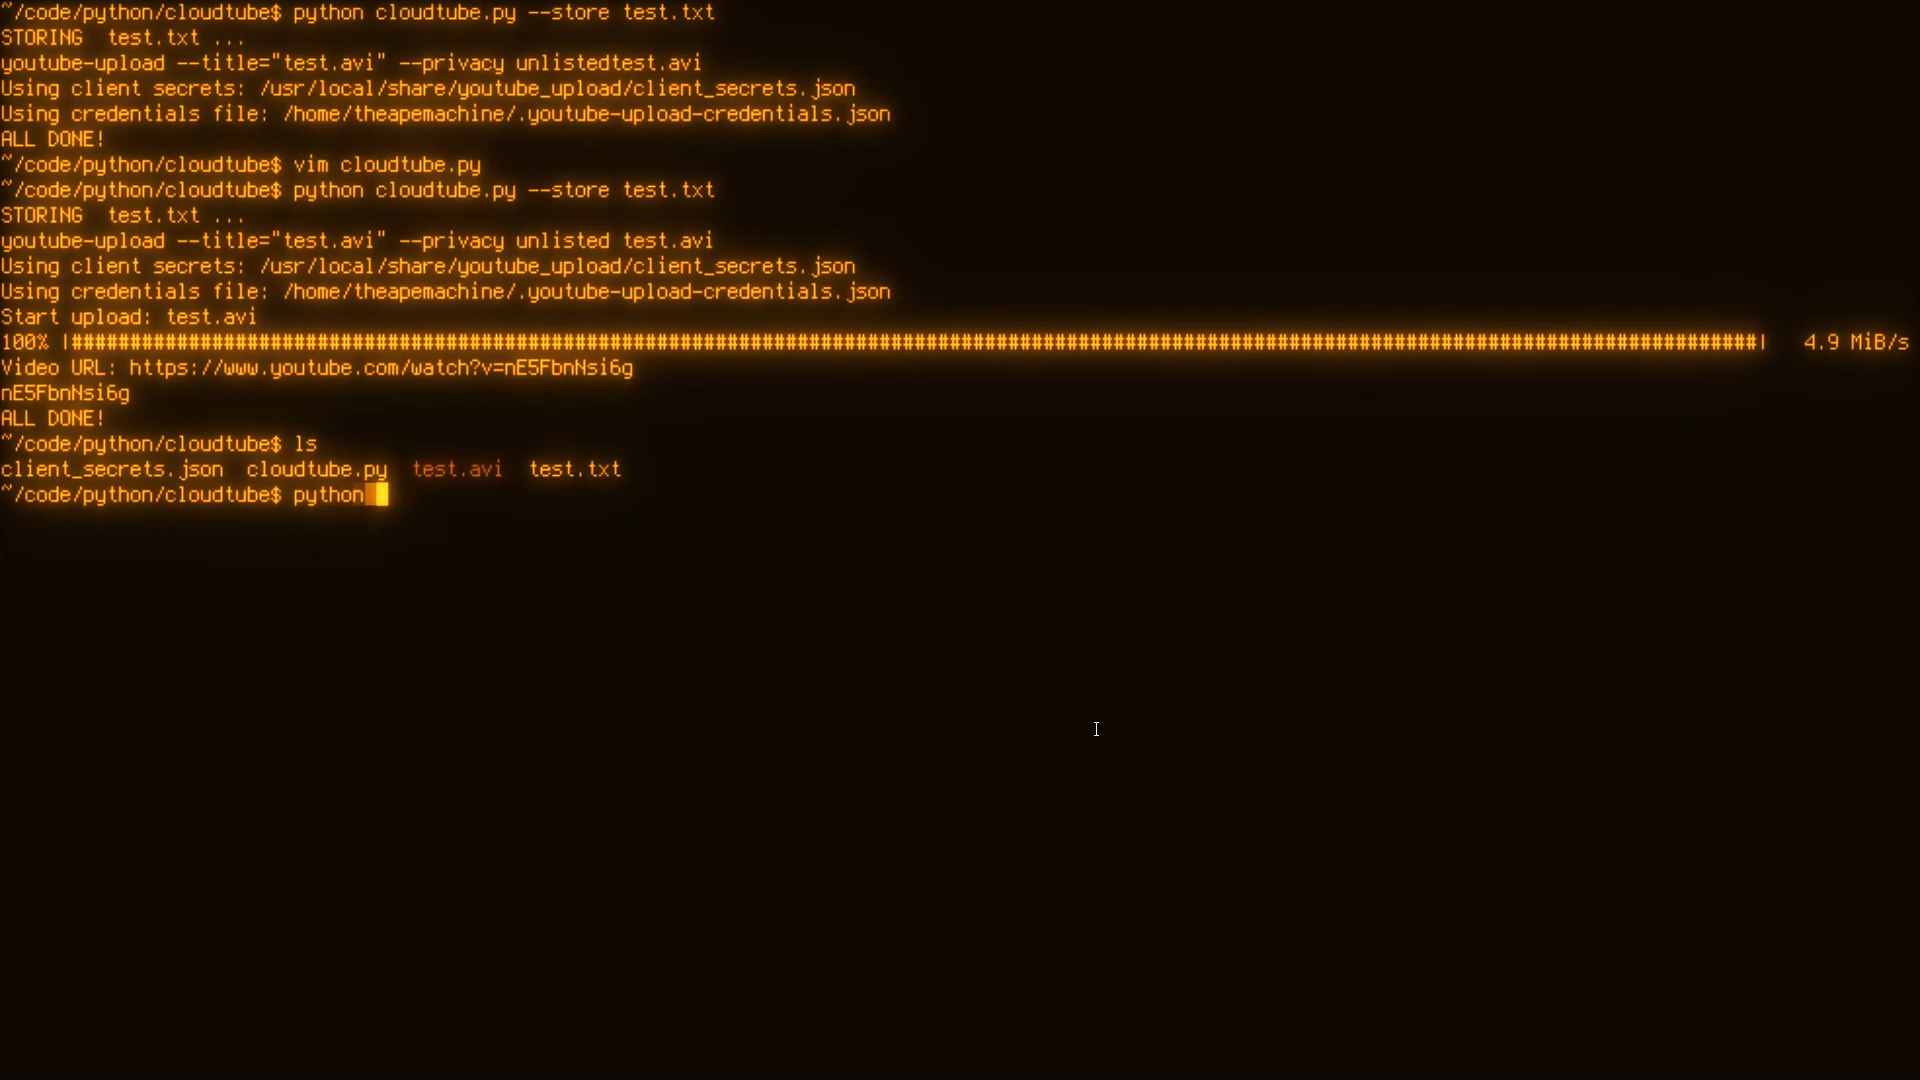 ~/code/python/cloudtube$ python cloudtube.py --store test.txt
STORING  test.txt ...
youtube-upload --title="test.avi" --privacy unlistedtest.avi
Using client secrets: /usr/local/share/youtube_upload/client_secrets.json
Using credentials file: /home/theapemachine/.youtube-upload-credentials.json
ALL DONE!
~/code/python/cloudtube$ vim cloudtube.py
~/code/python/cloudtube$ python cloudtube.py --store test.txt
STORING  test.txt ...
youtube-upload --title="test.avi" --privacy unlisted test.avi
Using client secrets: /usr/local/share/youtube_upload/client_secrets.json
Using credentials file: /home/theapemachine/.youtube-upload-credentials.json
Start upload: test.avi
100% |################################################################################################################################################| 4.9 MiB/s
Video URL: https://www.youtube.com/watch?v=nE5FbnNsi6g
nE5FbnNsi6g
ALL DONE!
~/code/python/cloudtube$ ls
client_secrets.json  cloudtube.py  test.avi  test.txt
~/code/python/cloudtube$ python